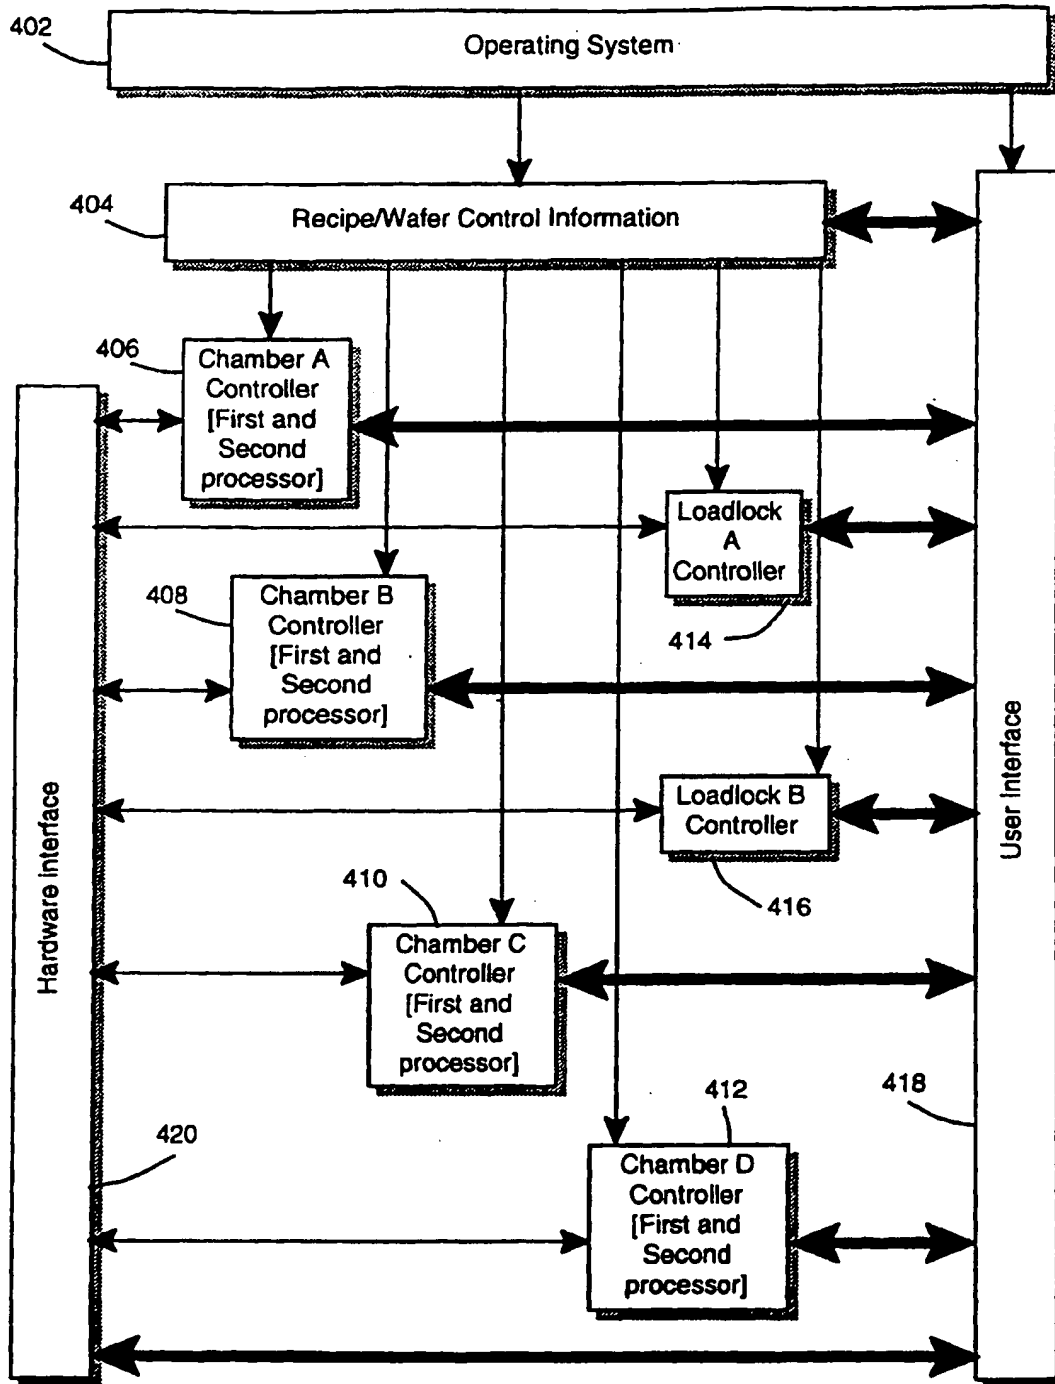 402
Operating System
404
Recipe/Wafer Control Information
406
Chamber A
Controller
[First and
Second
processor]
Loadlock
A
Controller
414
408
Chamber B
Controller
[First and
Second
processor]
Hardware interface
User Interface
Loadlock B
Controller
416
410
Chamber C
Controller
[First and
Second
processor]
418
412
420
Chamber D
Controller
[First and
Second
processor]